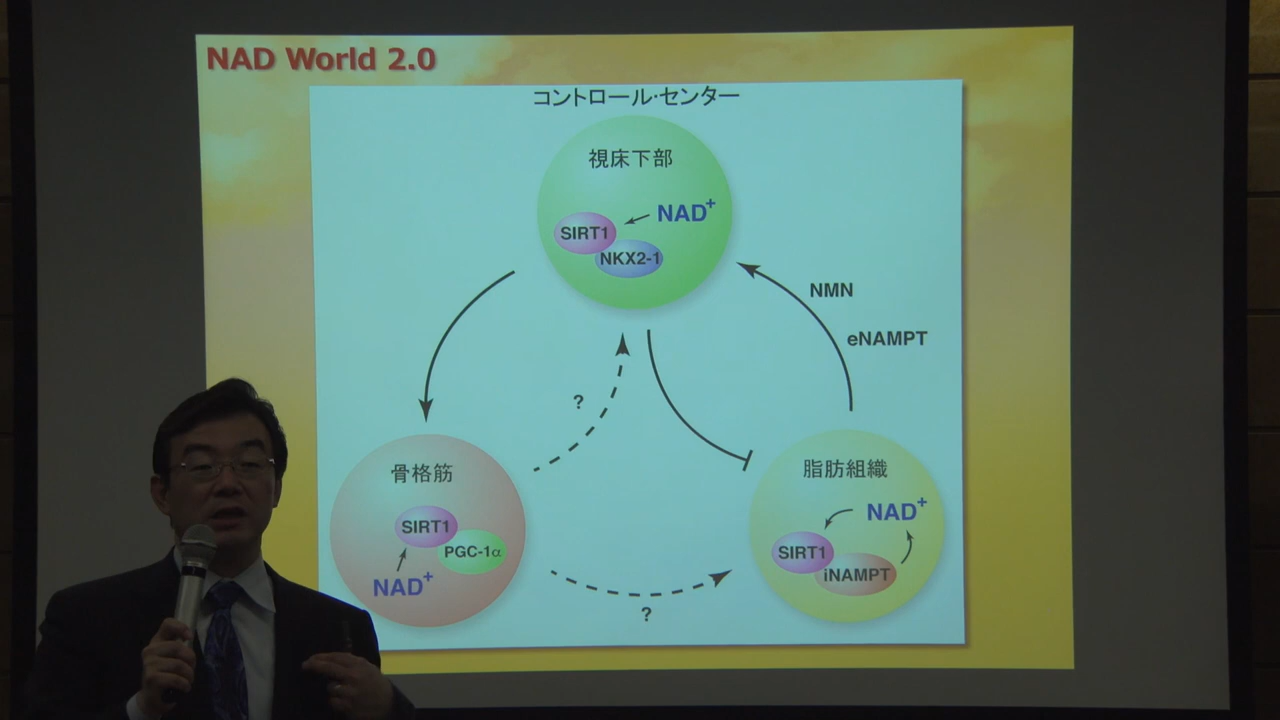 NAD World 2.0
コントロール・センター
視床下部
NAD+
SIRT1
NKX2-1
NMN
eNAMPT
?
骨格筋
SIRT1
PGC-1α
NAD+
脂肪組織
NAD+
SIRT1
iNAMPT
?